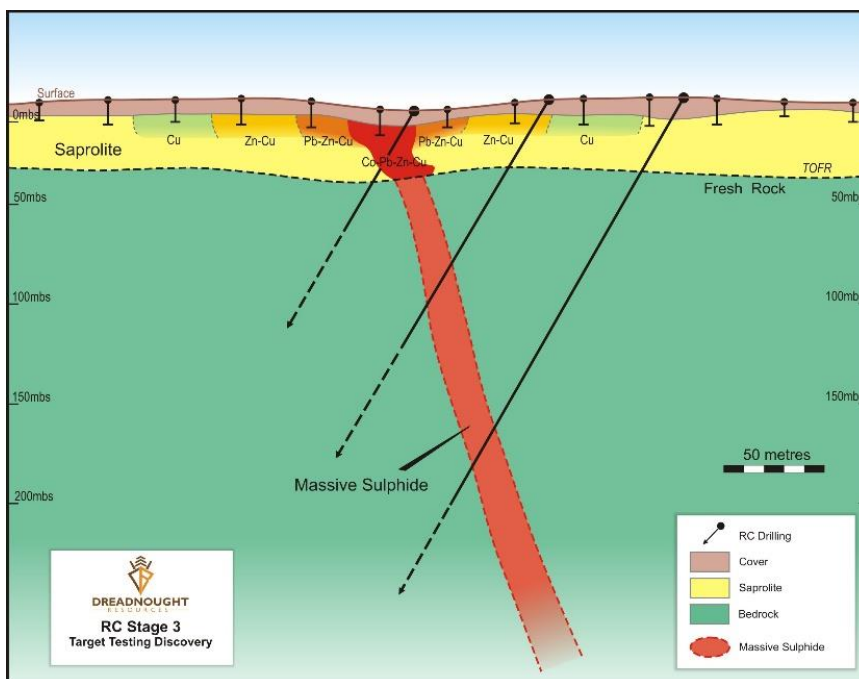 Surface
0mbs
Cu
Zn-Cu
Pb-Zn-Cu
Pb-Zn-Cu
Zn-Cu
Cu
Saprolite
Co-Pb-Zn-Cu
TOFR
Fresh Rock
50mbs
50mbs
100mbs
100mb
150mbs
150mb
50 metres
Massive Sulphide
200mbs
DREADNOUGHT
RESOURCES
RC Stage 3
Target Testing Discovery
RC Drilling
Cover
Saprolite
Bedrock
Massive Sulphide